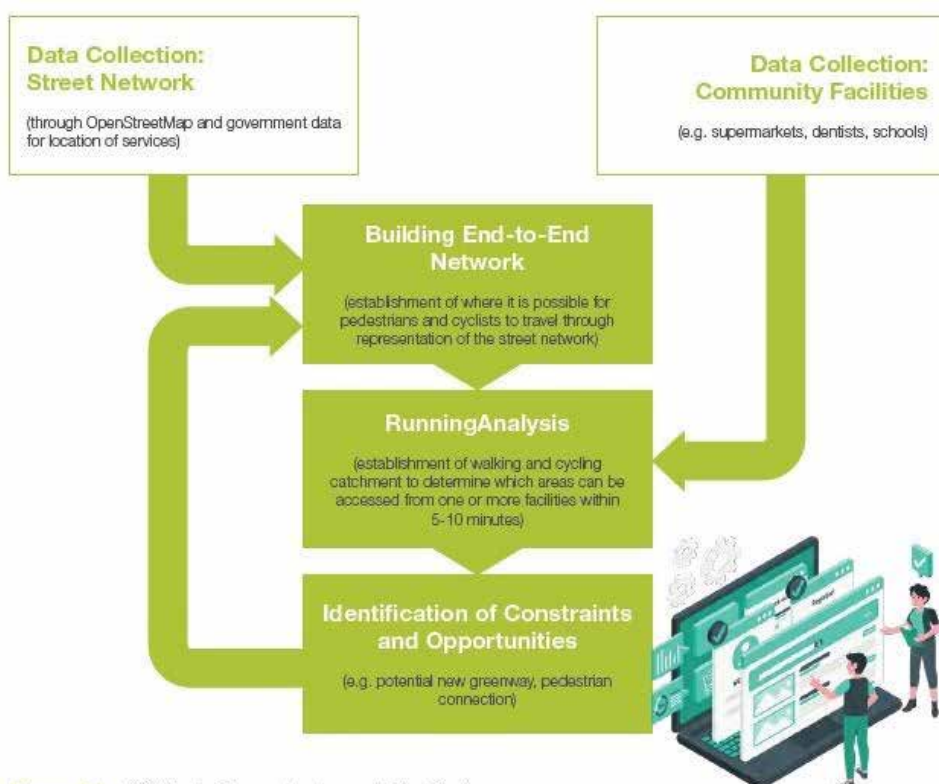 Data Collection:
Street Network
(through OpenStreetMap and government data
for location of services)
Data Collection:
Community Facilities
(e.g. supermarkets, dentists, schools)
Building End-to-End
Network
(establishment of where it is possible for
pedestrians and cyclists to travel through
representation of the street network)
RunningAnalysis
(establishment of walking and cycling
catchment to determine which areas can be
accessed from one or more facilities within
5-10 minutes)
Identification of Constraints
and Opportunities
(e.g. potential new greenway, pedestrian
connection)